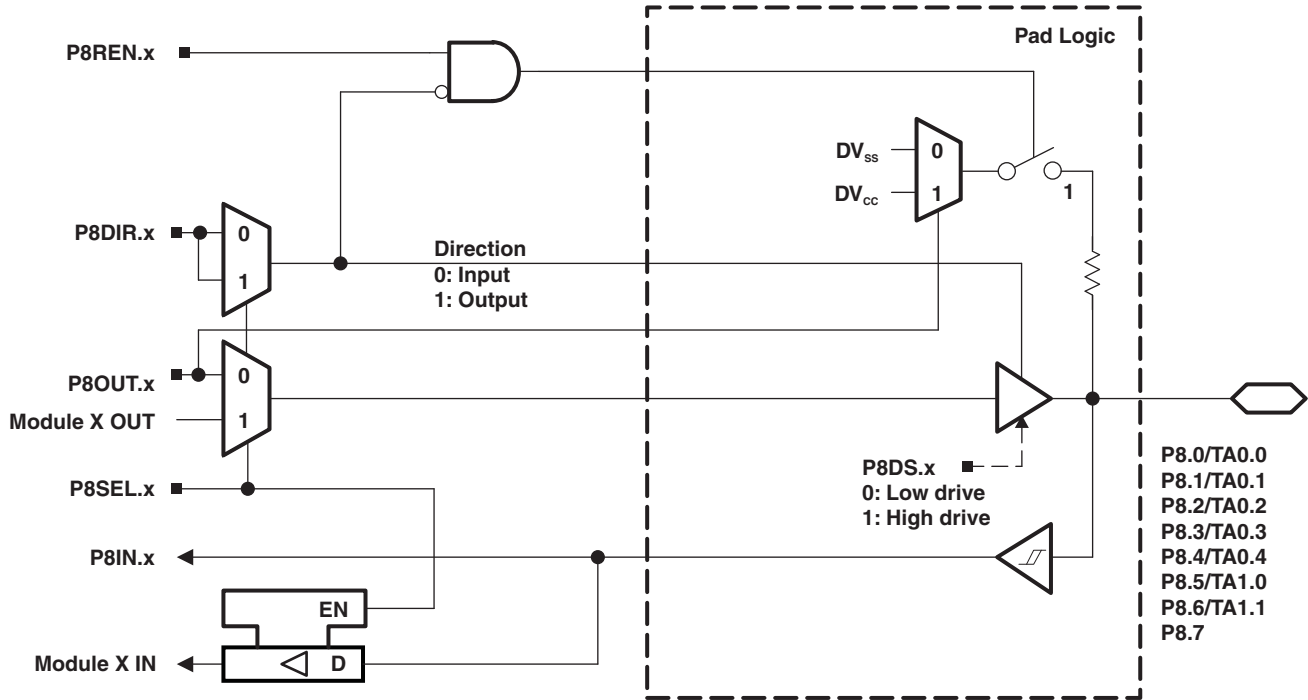 Pad Logic
P8REN.x
DVss
0
DVcc
1
1
P8DIR.x
0
1
Direction
0: Input
1: Output
P8OUT.x
0
Module X OUT
1
P8DS.x
0: Low drive
1: High drive
P8SEL.x
P8IN.x
EN
Module X IN
D
P8.0/TA0.0
P8.1/TA0.1
P8.2/TA0.2
P8.3/TA0.3
P8.4/TA0.4
P8.5/TA1.0
P8.6/TA1.1
P8.7